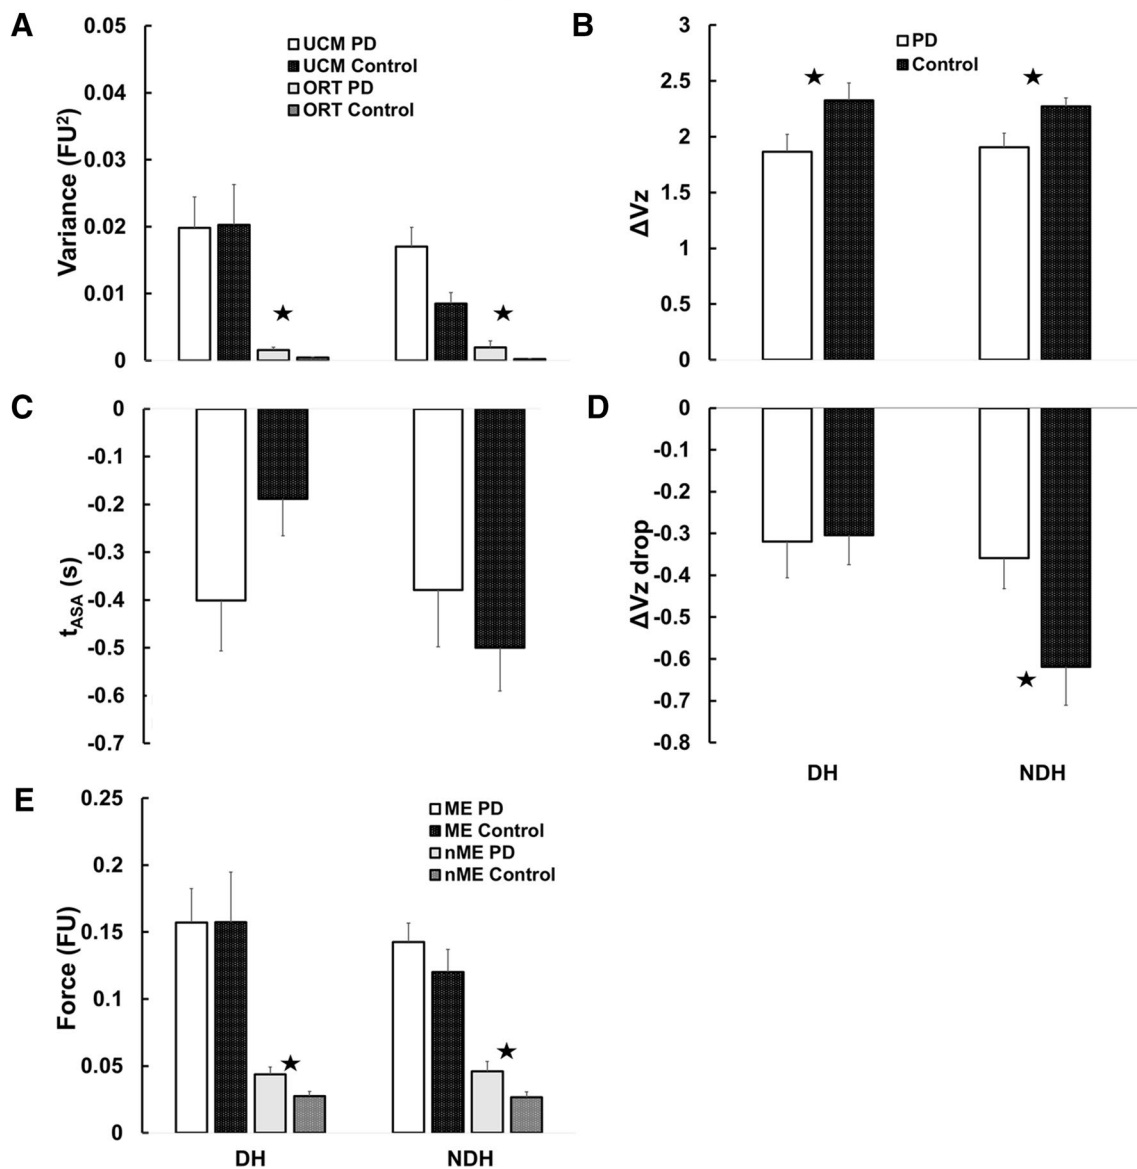 A
Variance (FU²)
0.05
0.04
0.03
0.02
0.01
0
UCM PD
UCM Control
ORT PD
ORT Control
B
ΔVz
3
2.5
2
1.5
1
0.5
0
PD
Control
C
t_ASA (s)
0
-0.1
-0.2
-0.3
-0.4
-0.5
-0.6
-0.7
D
ΔVz drop
0
-0.1
-0.2
-0.3
-0.4
-0.5
-0.6
-0.7
-0.8
DH
NDH
E
Force (FU)
0.25
0.2
0.15
0.1
0.05
0
ME PD
ME Control
nME PD
nME Control
DH
NDH